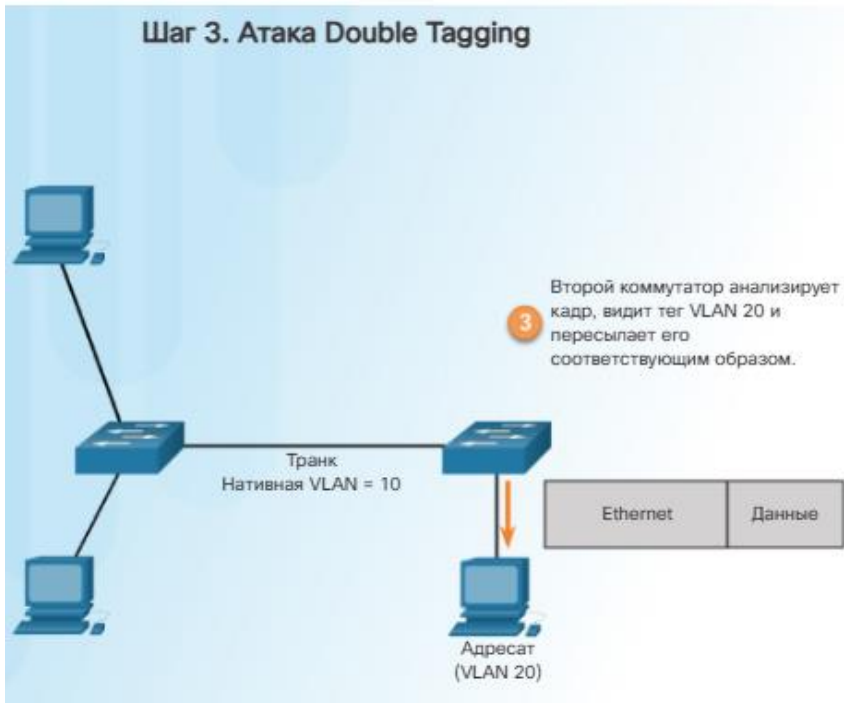 Шаг 3. Атака Double Tagging
Второй коммутатор анализирует
кадр, видит тег VLAN 20 и
пересылает его
соответствующим образом.
3
Транк
Нативная VLAN = 10
Ethernet
Данные
Адресат
(VLAN 20)